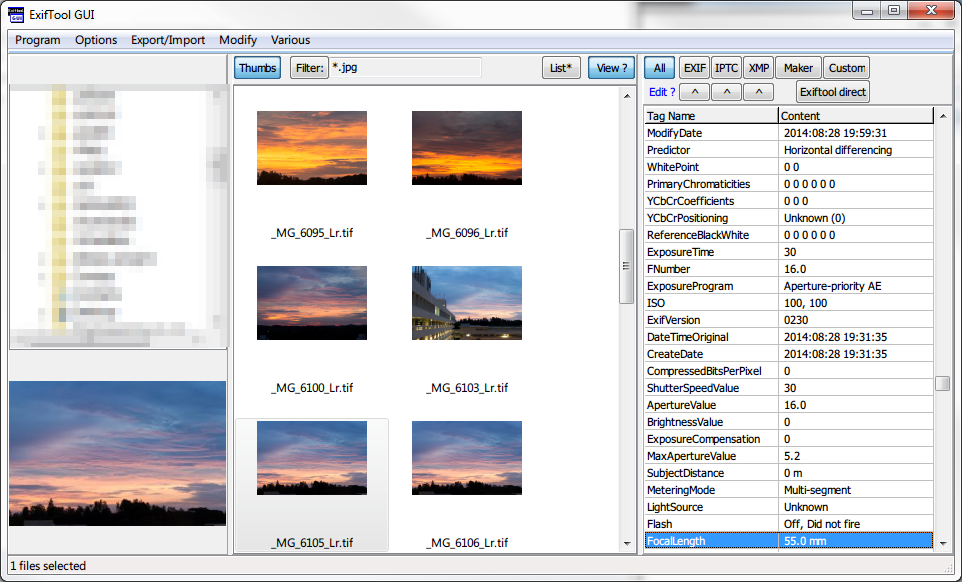 ExifTool GUI
Program Options Export/Import Modify Various
Thumbs Filter: *.jpg List* View ?
_MG_6095_Lr.tif _MG_6096_Lr.tif
_MG_6100_Lr.tif _MG_6103_Lr.tif
_MG_6105_Lr.tif _MG_6106_Lr.tif
All EXIF IPTC XMP Maker Custom
Edit ? ^ ^ ^ Exiftool direct
Tag Name Content
ModifyDate 2014:08:28 19:59:31
Predictor Horizontal differencing
WhitePoint 0 0
PrimaryChromaticities 0 0 0 0 0 0
YCbCrCoefficients 0 0 0
YCbCrPositioning Unknown (0)
ReferenceBlackWhite 0 0 0 0 0 0
ExposureTime 30
FNumber 16.0
ExposureProgram Aperture-priority AE
ISO 100, 100
ExifVersion 0230
DateTimeOriginal 2014:08:28 19:31:35
CreateDate 2014:08:28 19:31:35
CompressedBitsPerPixel 0
ShutterSpeedValue 30
ApertureValue 16.0
BrightnessValue 0
ExposureCompensation 0
MaxApertureValue 5.2
SubjectDistance 0 m
MeteringMode Multi-segment
LightSource Unknown
Flash Off, Did not fire
FocalLength 55.0 mm
1 files selected